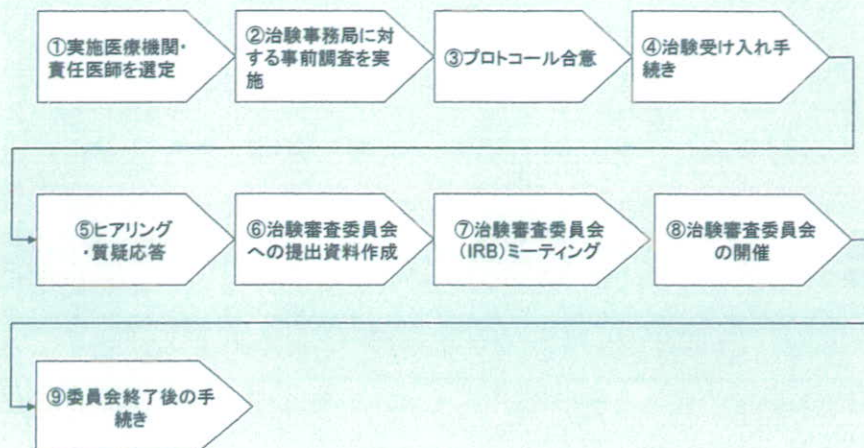 ①実施医療機関・
責任医師を選定
②治験事務局に対
する事前調査を実
施
③プロトコール合意
④治験受け入れ手
続き
⑤ヒアリング
・質疑応答
⑥治験審査委員会
への提出資料作成
⑦治験審査委員会
(IRB)ミーティング
⑧治験審査委員会
の開催
⑨委員会終了後の手
続き